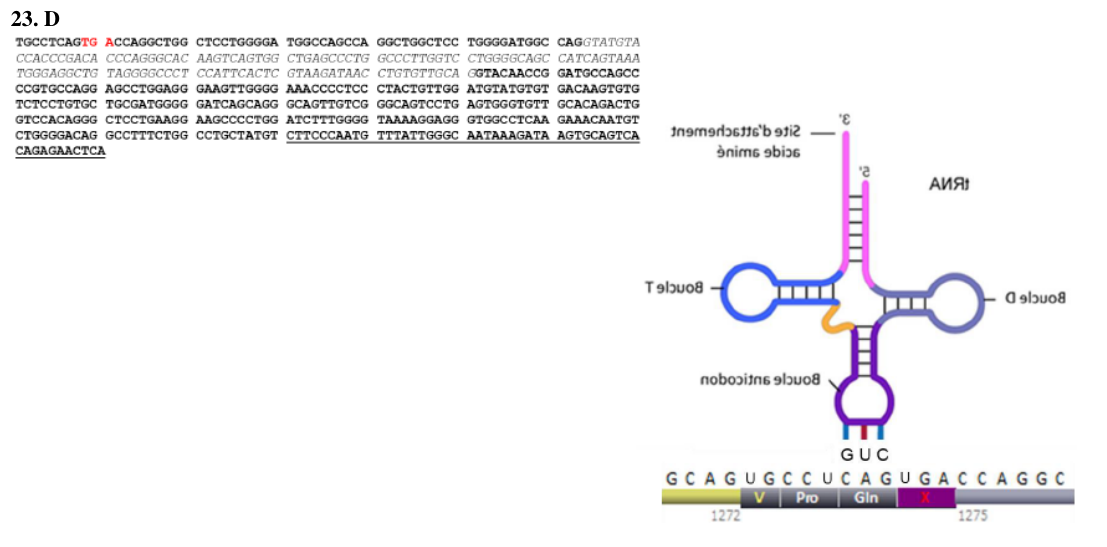 23. D
TGCCTCAGTG ACCAGGCTGG CTCCTGGGGA TGGCCAGCCA GGCTGGCTCC TGGGGATGGC CAGGTATGTA
CCACCCGACA CCCAGGGCAC AAGTCAGTGG CTGAGCCCTG GCCCTTGGTC CTGGGGCAGC CATCAGTAAA
TGGGAGGCTG TAGGGGCCCT CCATTCACTC GTAAGATAAC CTGTGTTGCA GGTACAACCG GATGCCAGCC
CCGTGCCAGG AGCCTGGAGG GAAGTTGGGG AAACCCCTCC CTACTGTTGG ATGTATGTGT GACAAGTGTG
TCTCCTGTGC TGCGATGGGG GATCAGCAGG GCAGTTGTCG GGCAGTCCTG AGTGGGTGTT GCACAGACTG
GTCCACAGGG CTCCTGAAGG AAGCCCCTGG ATCTTTGGGG TAAAAGGAGG GTGGCCTCAA GAAACAATGT
CTGGGGACAG GCCTTTCTGG CCTGCTATGT CTTCCCAATG TTTATTGGGC AATAAAGATA AGTGCAGTCA
CAGAGAACTCA
3'
Site d'attachement
acide aminé
5'
tRNA
Boucle T
Boucle D
Boucle anticodon
G U C
G C A G U G C C U C A G U G A C C A G G C
V Pro Gln X
1272 1275